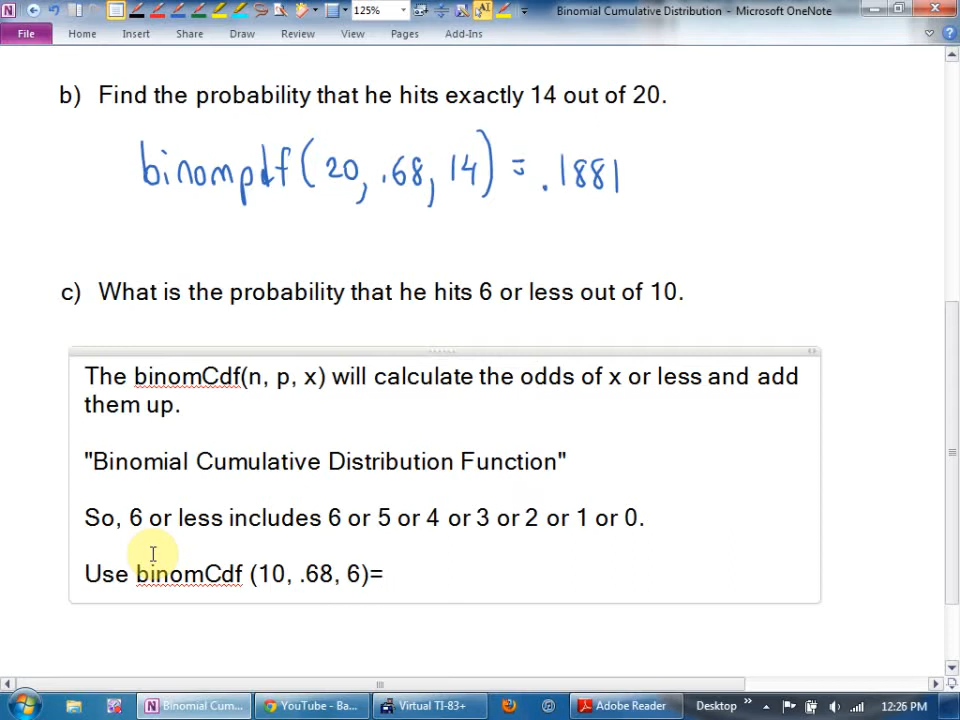 125%
Binomial Cumulative Distribution - Microsoft OneNote
File Home Insert Share Draw Review View Pages Add-Ins
b) Find the probability that he hits exactly 14 out of 20.
binompdf(20, .68, 14) = .1881
c) What is the probability that he hits 6 or less out of 10.
The binomCdf(n, p, x) will calculate the odds of x or less and add
them up.
"Binomial Cumulative Distribution Function"
So, 6 or less includes 6 or 5 or 4 or 3 or 2 or 1 or 0.
Use binomCdf (10, .68, 6)=
Binomial Cum... YouTube - Ba... Virtual TI-83+ Adobe Reader Desktop » 12:26 PM